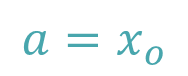 a = xₒ